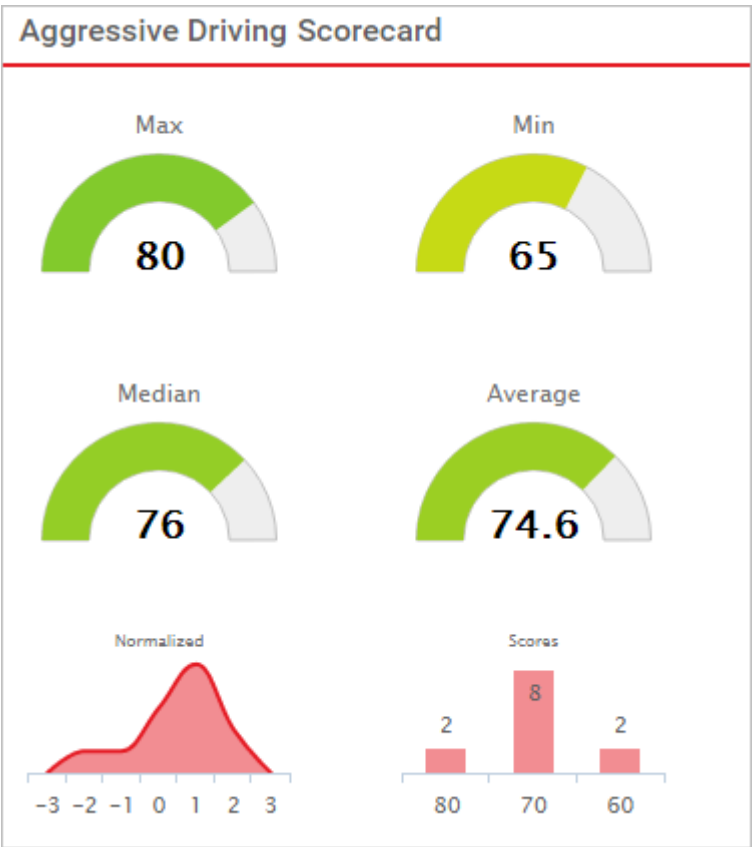 Aggressive Driving Scorecard
Max
Min
80
65
Median
Average
76
74.6
Normalized
Scores
8
2
2
-3 -2 -1 0 1 2 3
80 70 60